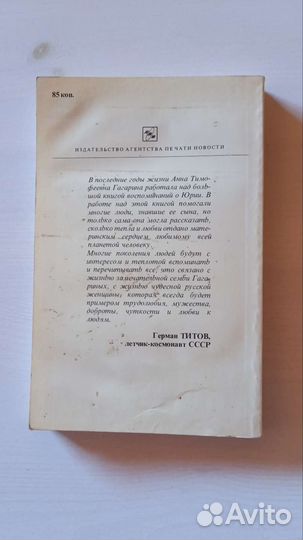 85 коп.
ИЗДАТЕЛЬСТВО АГЕНТСТВА ПЕЧАТИ НОВОСТИ
В последние годы жизни Анна Тимо-
феевна Гагарина работала над боль-
шой книгой воспоминаний о Юрии. В
работе над этой книгой помогали
многие люди, знавшие ее сына, но
только сама она могла рассказать,
сколько тепла и любви отдано мате-
ринским сердцем любимому всей
планетой человеку.
Многие поколения людей будут с
интересом и теплотой вспоминать
и перечитывать все, что связано с
жизнью замечательной семьи Гага-
риных, с жизнью чудесной русской
женщины, которая всегда будет
примером трудолюбия, мужества,
доброты, чуткости и любви к
людям.
Герман ТИТОВ,
летчик-космонавт СССР
Avito